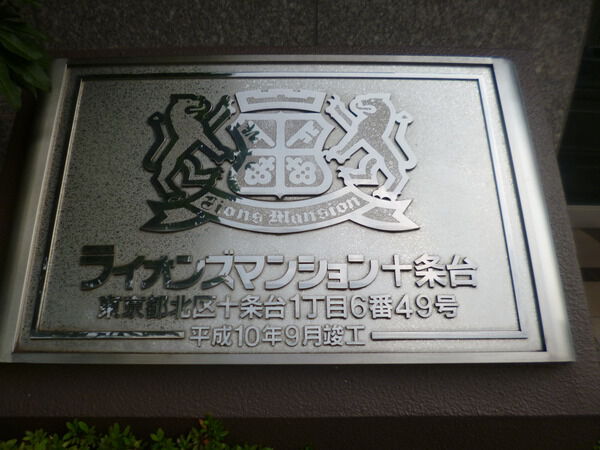 Lions Mansion
ライオンズマンション十条台
東京都北区十条台1丁目6番49号
平成10年9月竣工